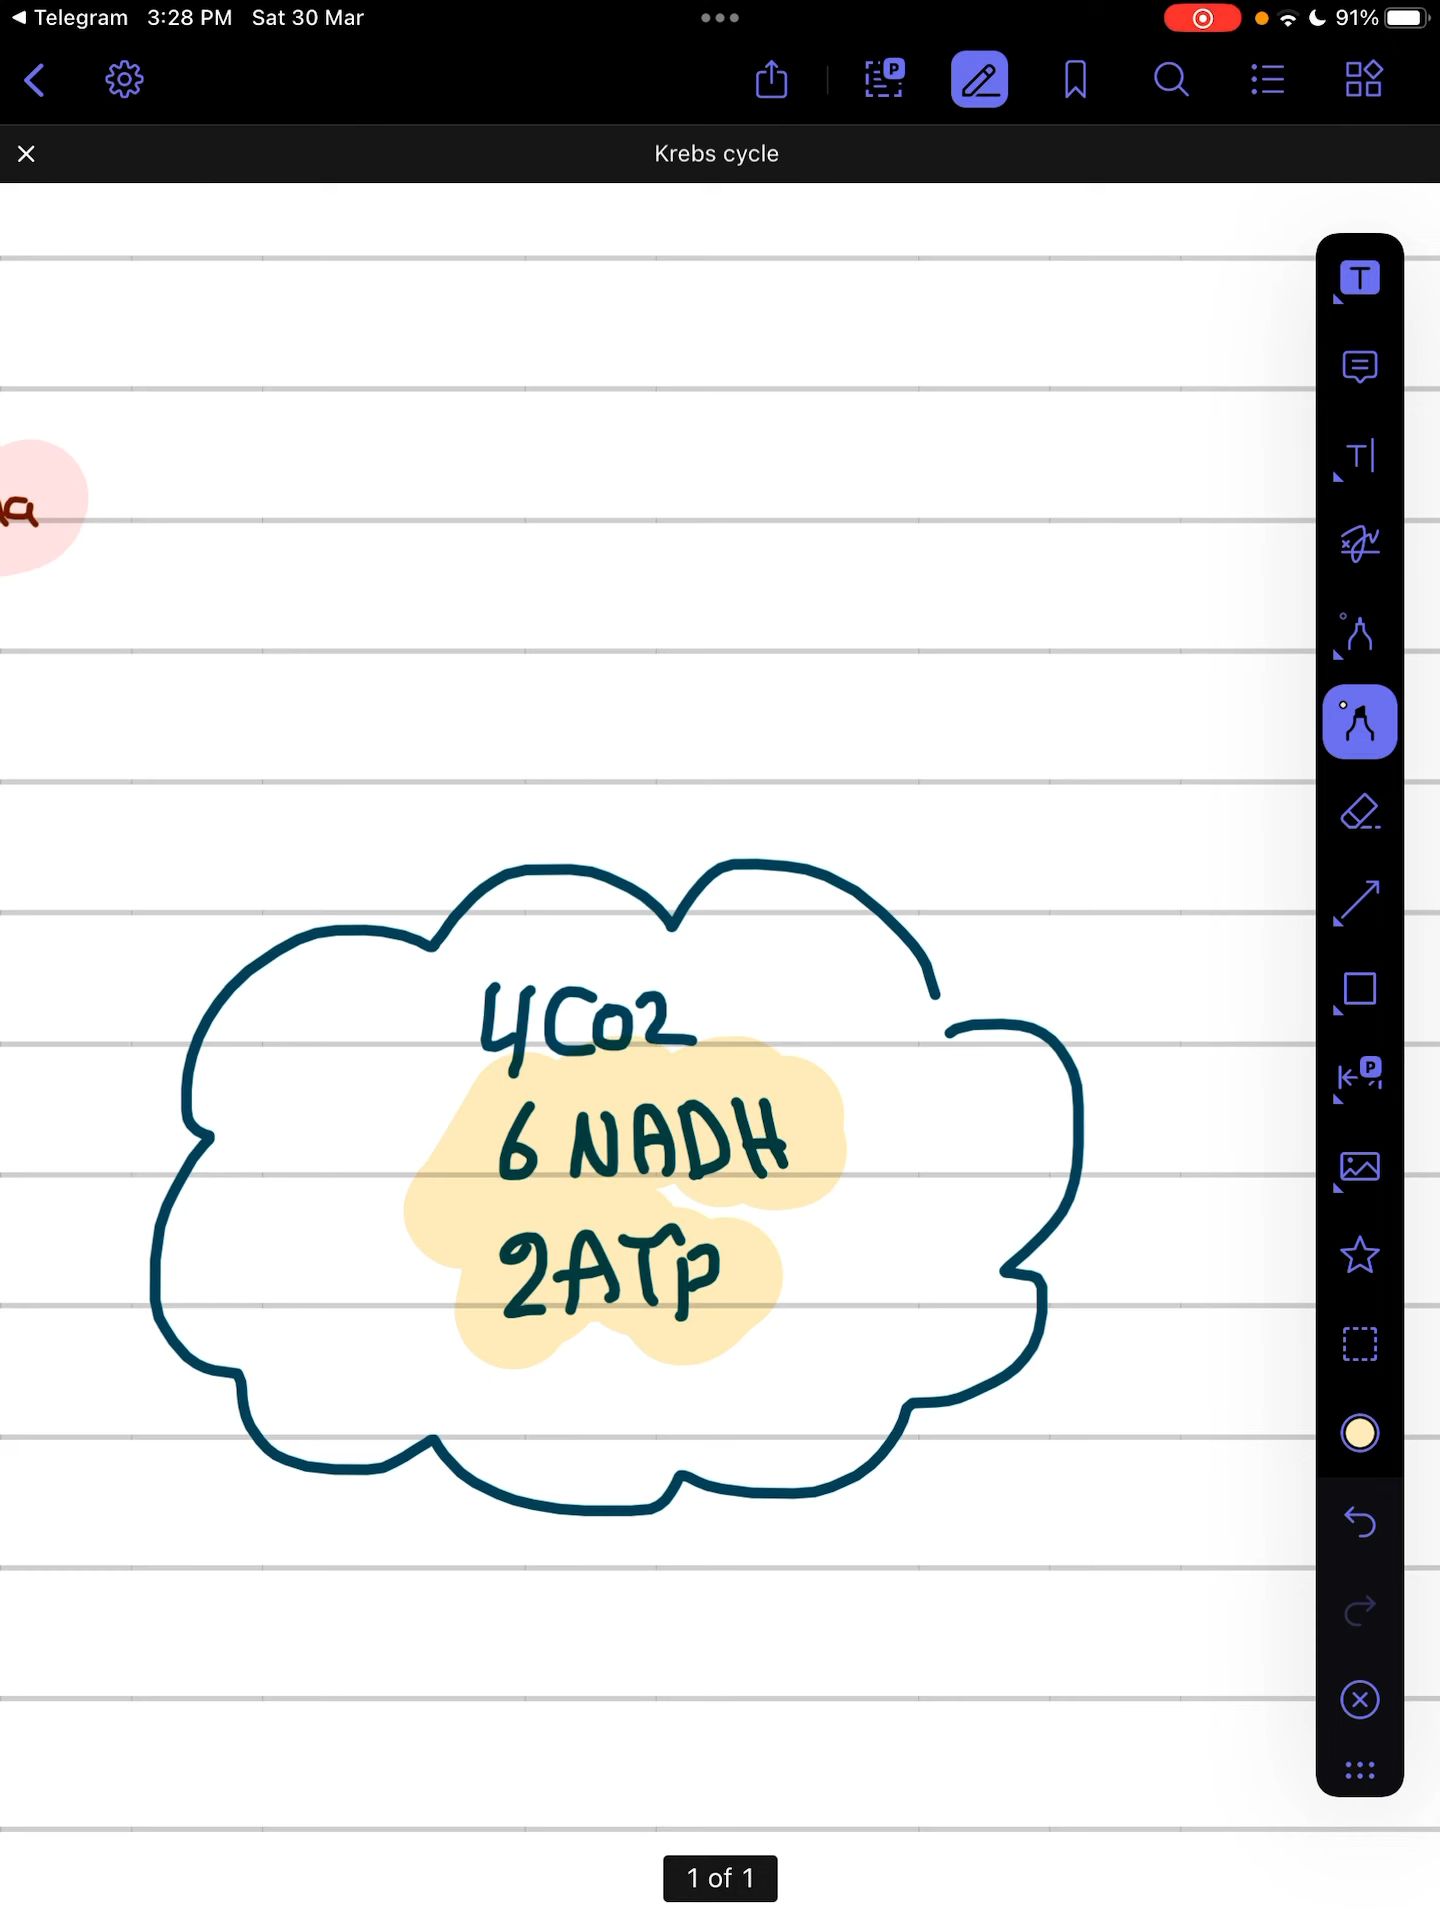 Telegram 3:28 PM Sat 30 Mar 91%
P
Krebs cycle
T
T
a
4Co2
6 NADH
2ATp
P
1 of 1